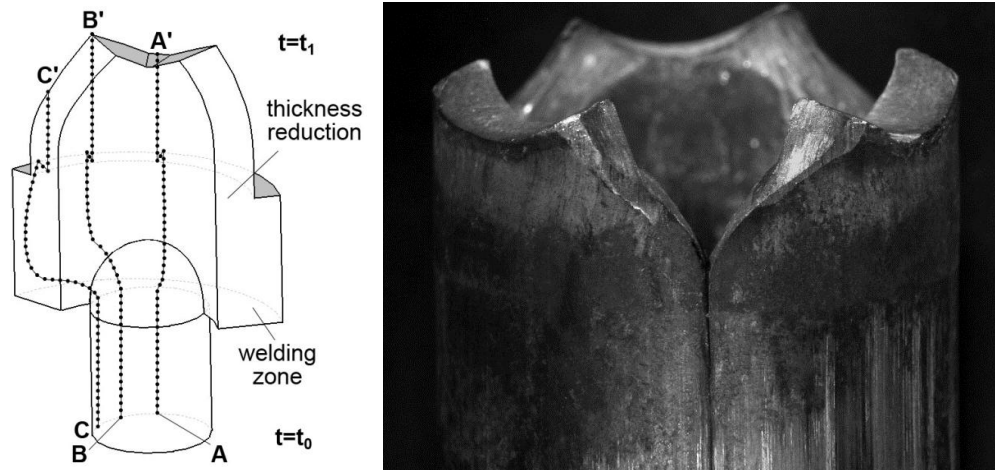 B'
A'
t=t₁
C'
thickness
reduction
welding
zone
C
B
t=t₀
A